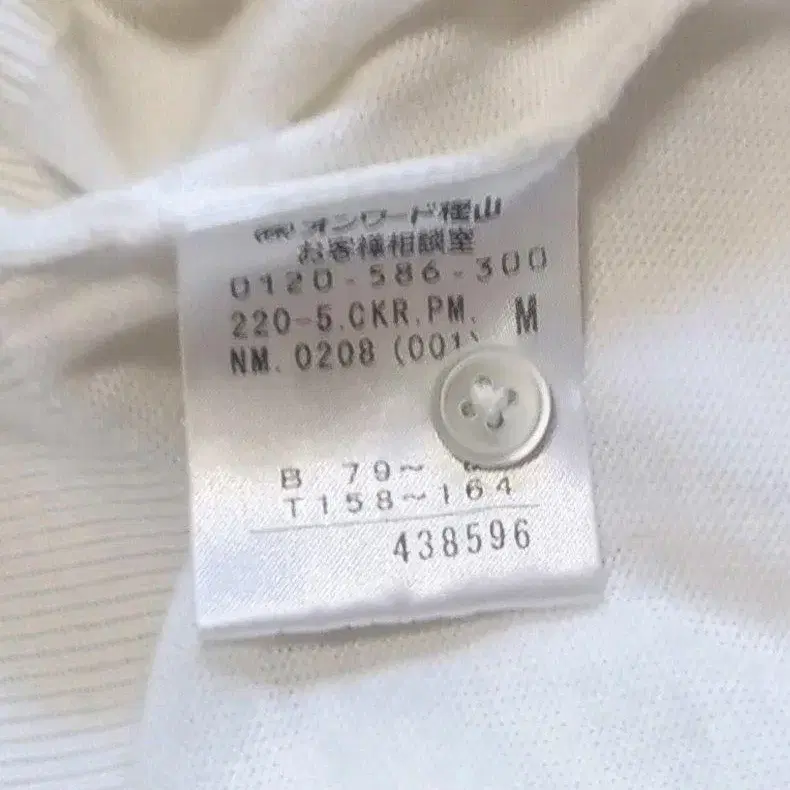 ㈱オンワード樫山
お客様相談室
0120-586-300
220-5.CKR.PM. M
NM.0208(001)
B 79~
T158~164
438596